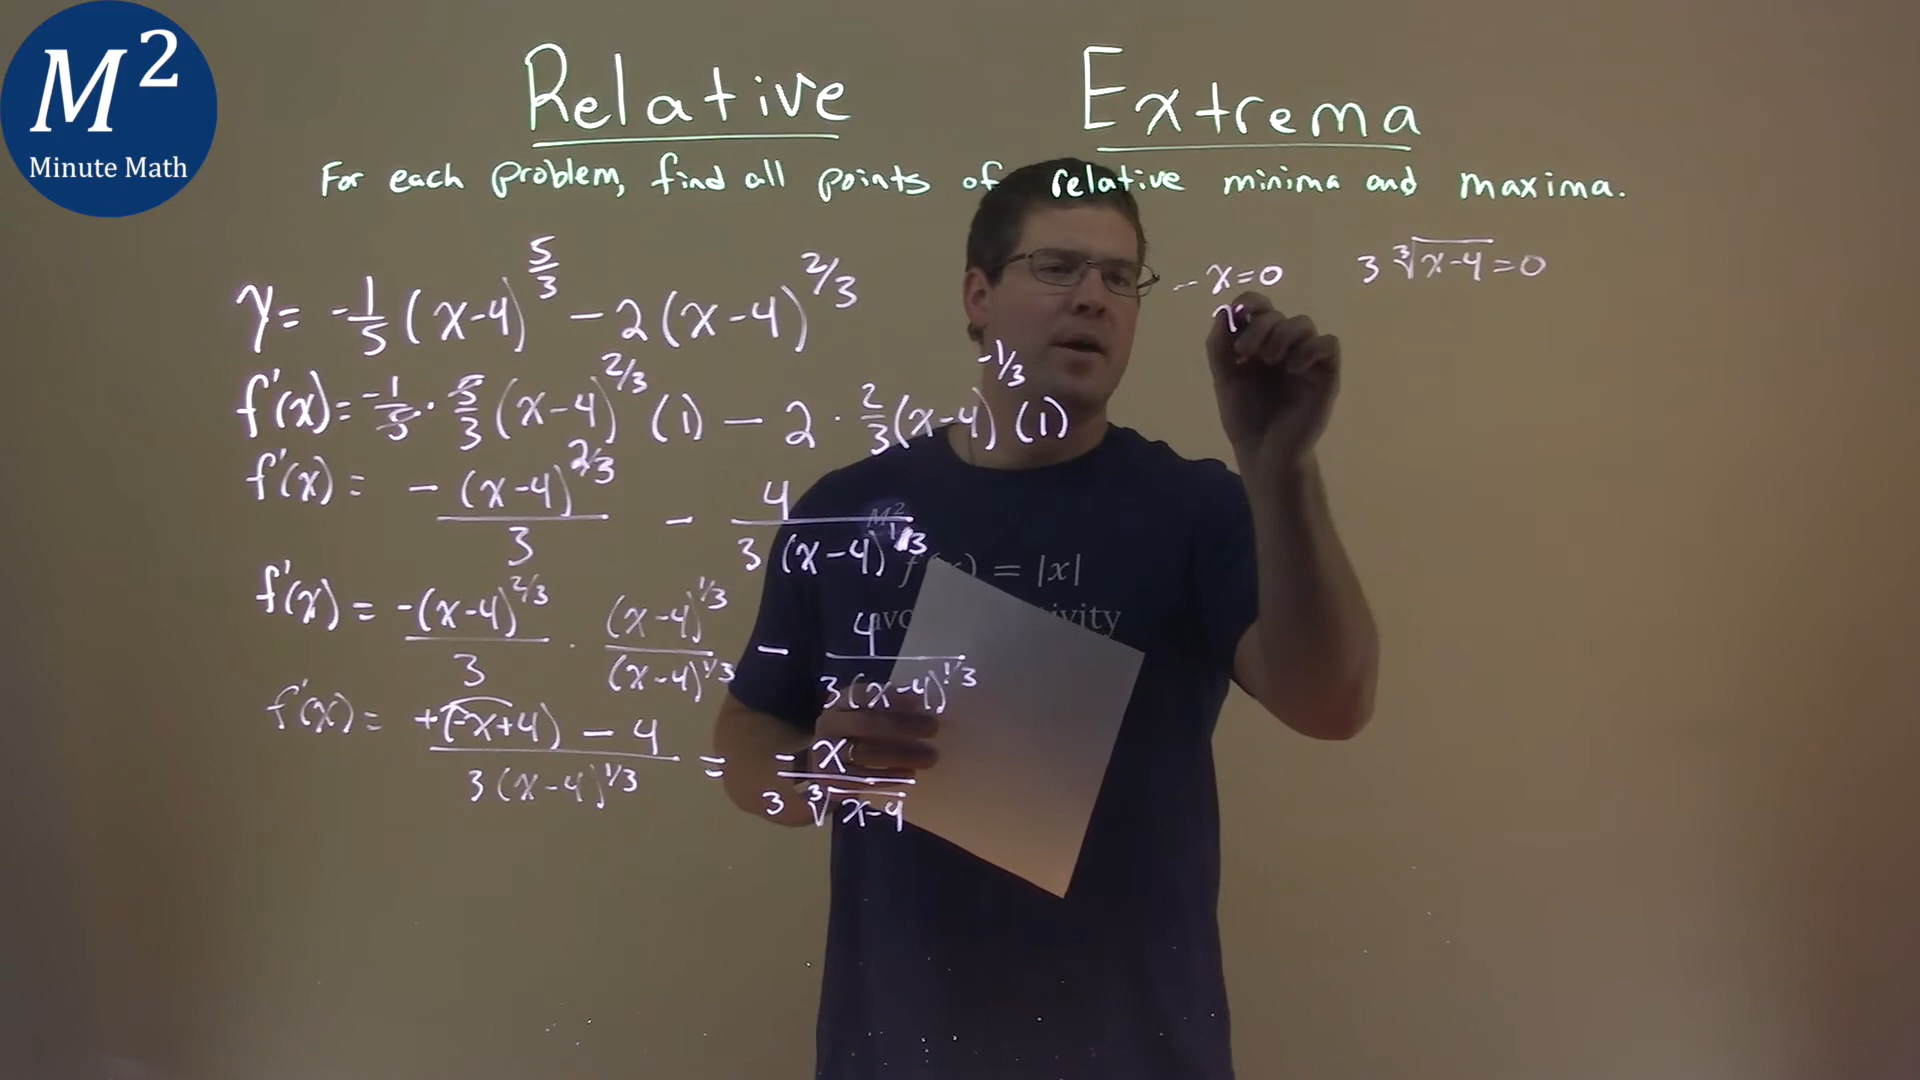 M²
Minute Math
Relative Extrema
For each problem, find all points of relative minima and maxima.
y = -1/5 (x-4)^5/3 - 2(x-4)^2/3
f'(x) = -1/5 · 5/3 (x-4)^2/3 (1) - 2 · 2/3 (x-4)^-1/3 (1)
f'(x) = - (x-4)^2/3 / 3 - 4 / 3(x-4)^1/3
f'(x) = -(x-4)^2/3 / 3 · (x-4)^1/3 / (x-4)^1/3 - 4 / 3(x-4)^1/3
f'(x) = +(-x+4) - 4 / 3(x-4)^1/3 = -x / 3 ∛x-4
-x=0
x
3 ∛x-4 = 0
M²
= |x|